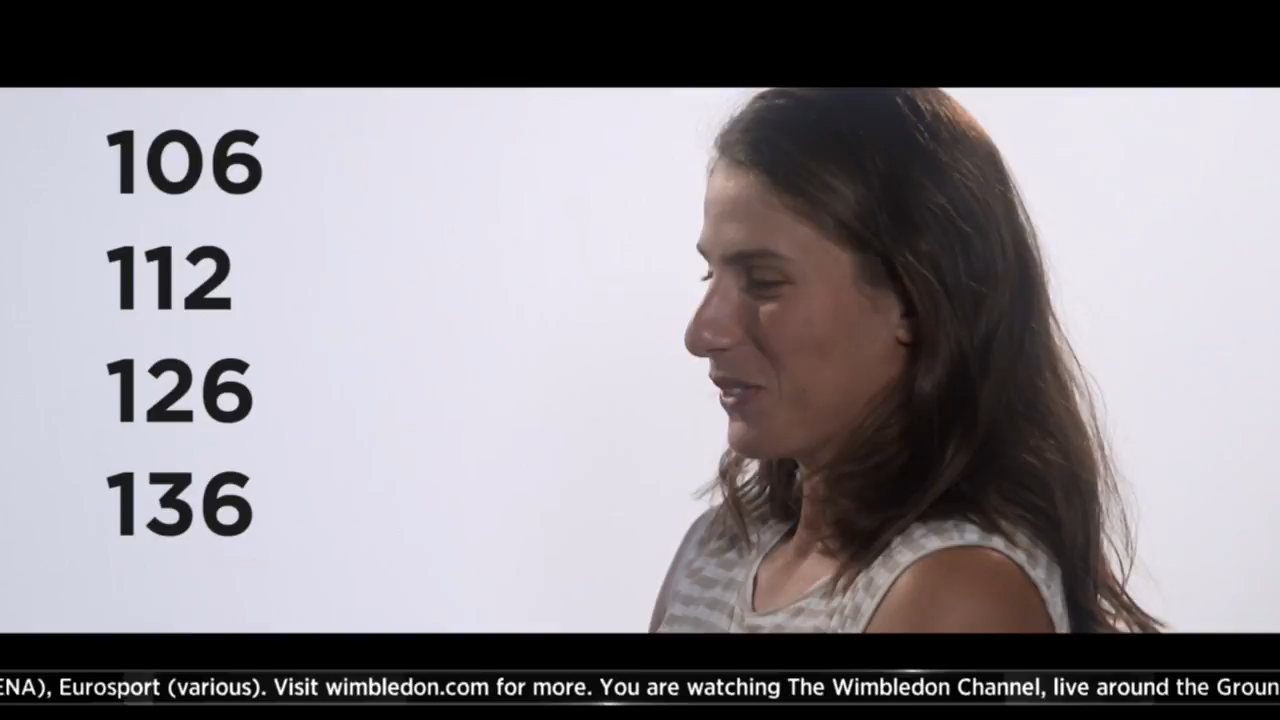 106
112
126
136
ENA), Eurosport (various). Visit wimbledon.com for more. You are watching The Wimbledon Channel, live around the Groun